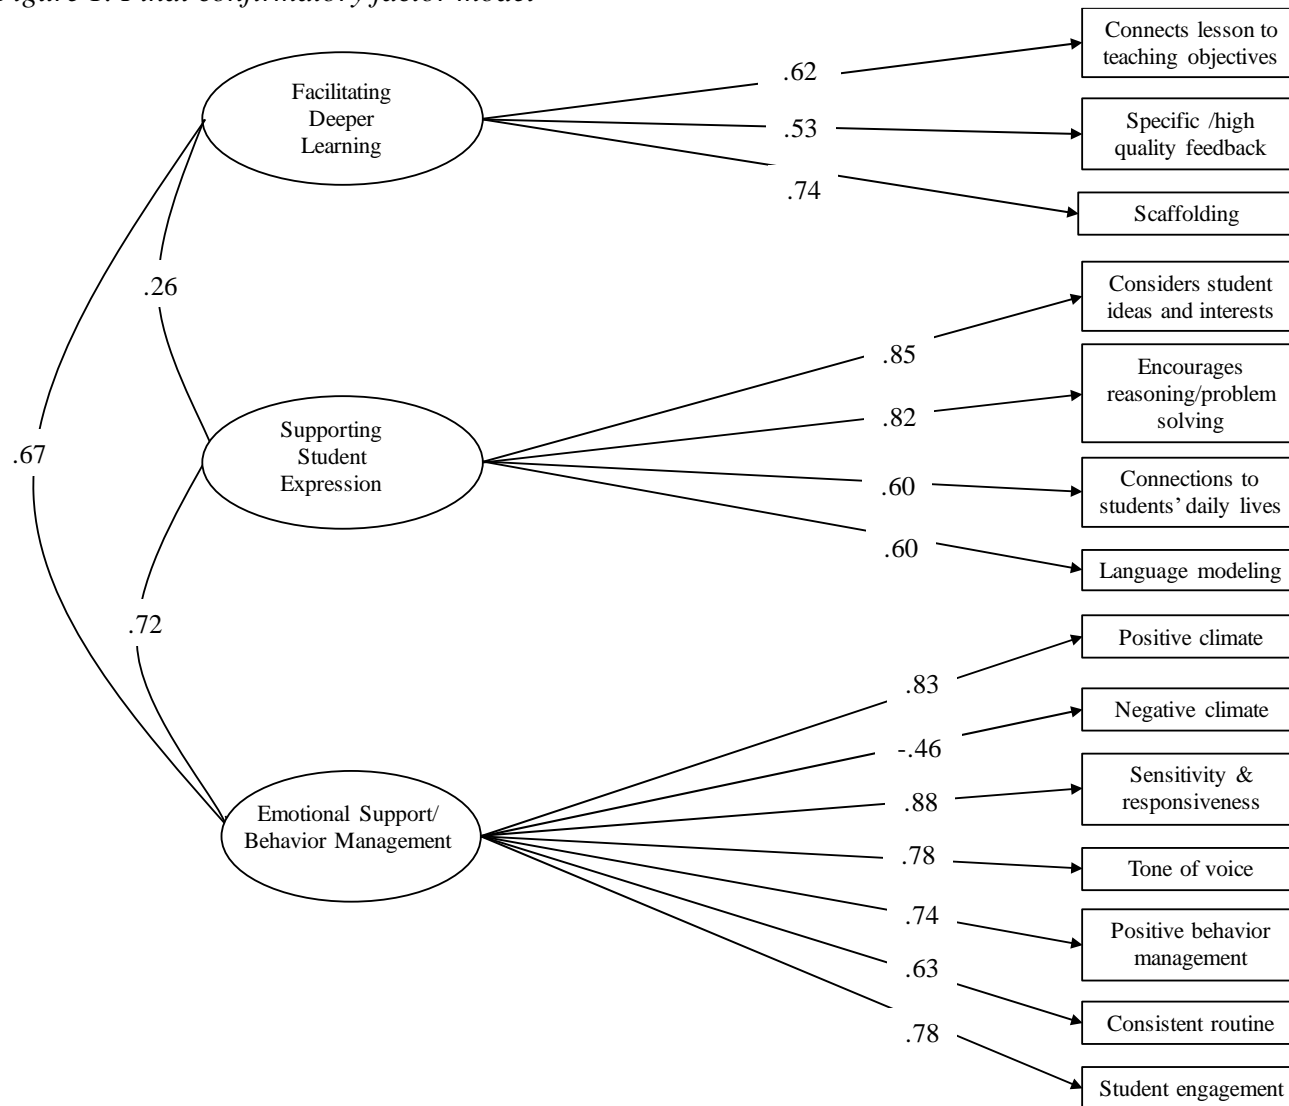 Figure 1. Final confirmatory factor model
Facilitating
Deeper
Learning
.62
.53
.74
Connects lesson to
teaching objectives
Specific /high
quality feedback
Scaffolding
.26
.67
Supporting
Student
Expression
.85
.82
.60
.60
Considers student
ideas and interests
Encourages
reasoning/problem
solving
Connections to
students' daily lives
Language modeling
.72
Emotional Support/
Behavior Management
.83
-.46
.88
.78
.74
.63
.78
Positive climate
Negative climate
Sensitivity &
responsiveness
Tone of voice
Positive behavior
management
Consistent routine
Student engagement